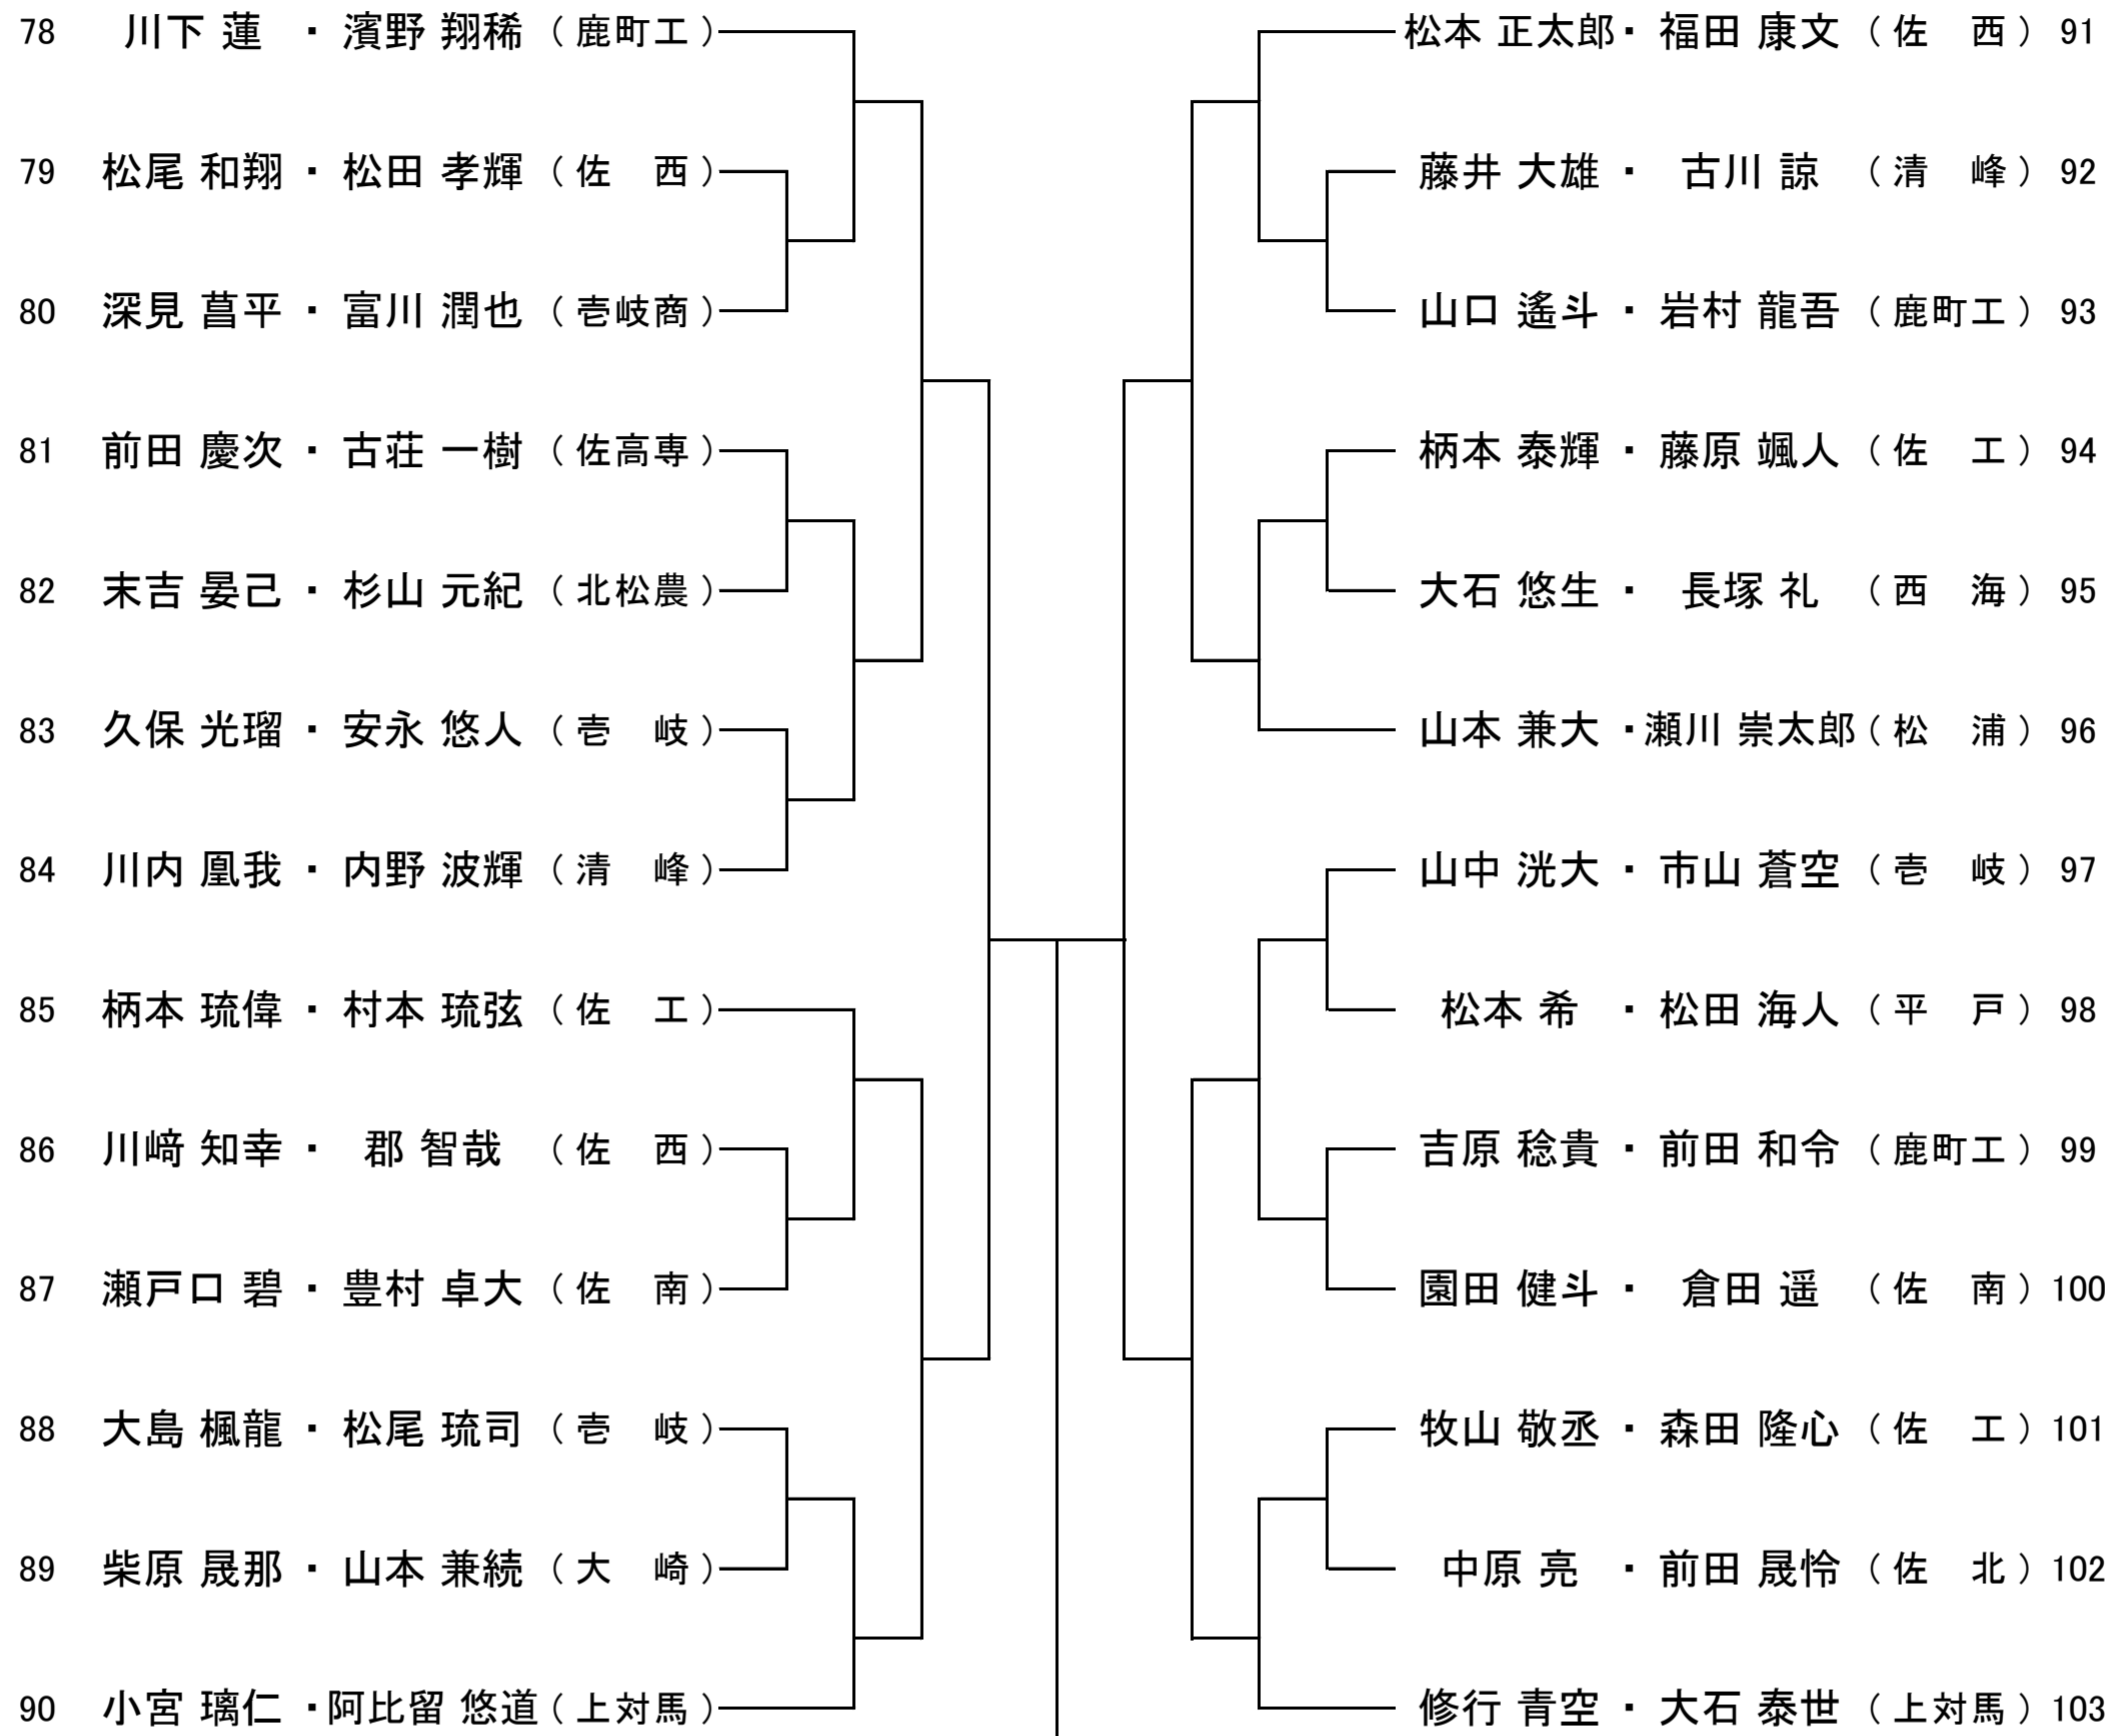 78 川下 蓮 ・ 濱野 翔稀 （ 鹿町工 ） 松本 正太郎・ 福田 康文 （ 佐　西 ） 91
79 松尾 和翔 ・ 松田 孝輝 （ 佐　西 ） 藤井 大雄 ・ 古川 諒 （ 清　峰 ） 92
80 深見 菖平 ・ 富川 潤也 （ 壱岐商 ） 山口 遙斗 ・ 岩村 龍吾 （ 鹿町工 ） 93
81 前田 慶次 ・ 古荘 一樹 （ 佐高専 ） 柄本 泰輝 ・ 藤原 颯人 （ 佐　工 ） 94
82 末吉 晏己 ・ 杉山 元紀 （ 北松農 ） 大石 悠生 ・ 長塚 礼 （ 西　海 ） 95
83 久保 光瑠 ・ 安永 悠人 （ 壱　岐 ） 山本 兼大 ・瀬川 崇太郎（ 松　浦 ） 96
84 川内 凰我 ・ 内野 波輝 （ 清　峰 ） 山中 洸大 ・ 市山 蒼空 （ 壱　岐 ） 97
85 柄本 琉偉 ・ 村本 琉弦 （ 佐　工 ） 松本 希 ・ 松田 海人 （ 平　戸 ） 98
86 川﨑 知幸 ・ 郡 智哉 （ 佐　西 ） 吉原 稔貴 ・ 前田 和令 （ 鹿町工 ） 99
87 瀬戸口 碧 ・ 豊村 卓大 （ 佐　南 ） 園田 健斗 ・ 倉田 遥 （ 佐　南 ） 100
88 大島 楓龍 ・ 松尾 琉司 （ 壱　岐 ） 牧山 敬丞 ・ 森田 隆心 （ 佐　工 ） 101
89 柴原 晟那 ・ 山本 兼続 （ 大　崎 ） 中原 亮 ・ 前田 晟怜 （ 佐　北 ） 102
90 小宮 璃仁 ・阿比留 悠道（ 上対馬 ） 修行 青空 ・ 大石 泰世 （ 上対馬 ） 103